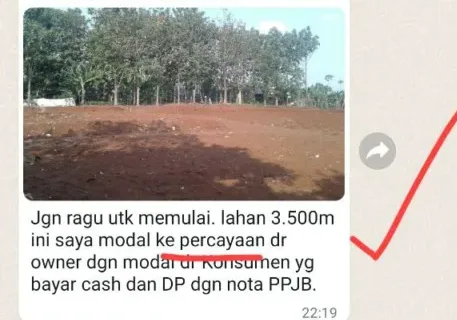 Jgn ragu utk memulai. lahan 3.500m
ini saya modal ke percayaan dr
owner dgn modal dr Konsumen yg
bayar cash dan DP dgn nota PPJB.
22:19